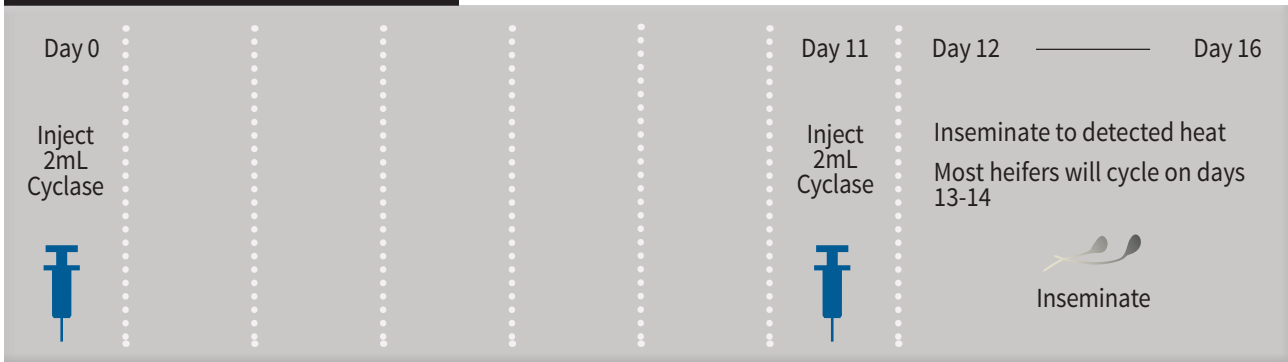 Day 0
Day 11
Day 12
Day 16
Inject
2mL
Cyclase
Inject
2mL
Cyclase
Inseminate to detected heat
Most heifers will cycle on days
13-14
Inseminate